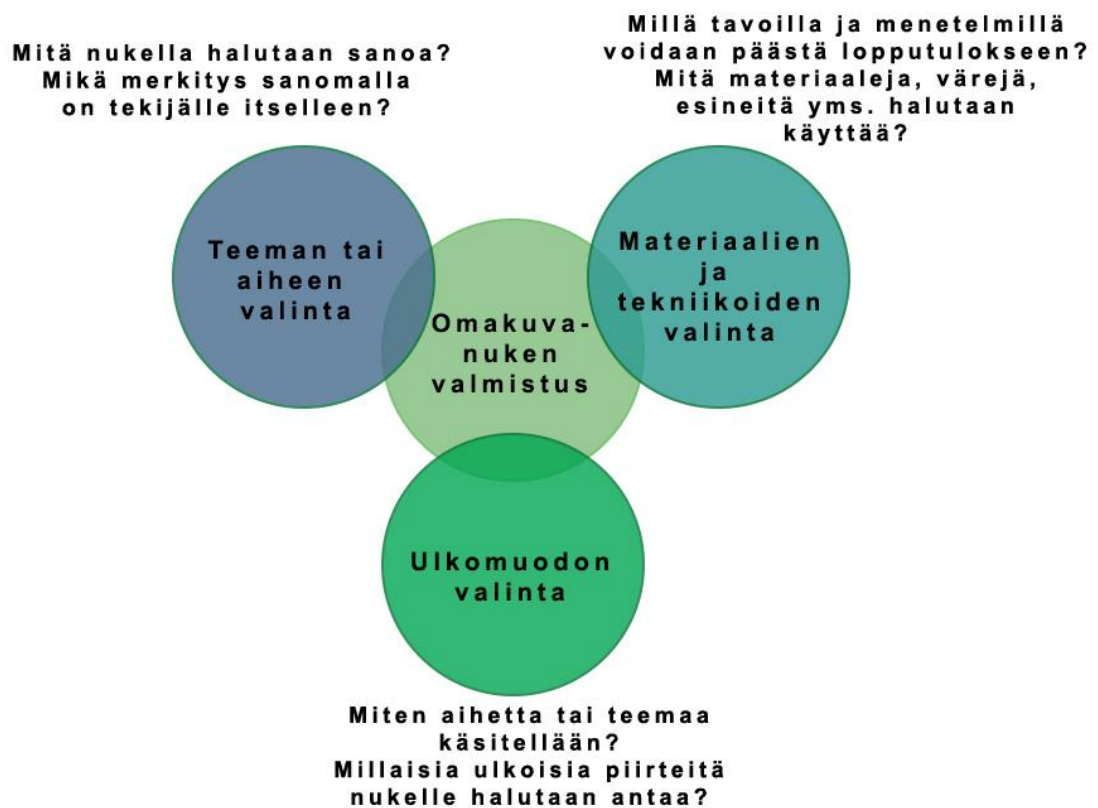 Mitä nukella halutaan sanoa?
Mikä merkitys sanomalla
on tekijälle itselleen?
Millä tavoilla ja menetelmillä
voidaan päästä lopputulokseen?
Mitä materiaaleja, värejä,
esineitä yms. halutaan
käyttää?
Teeman tai
aiheen
valinta
Materiaalien
ja
tekniikoiden
valinta
Omakuva-
nuken
valmistus
Ulkomuodon
valinta
Miten aihetta tai teemaa
käsitellään?
Millaisia ulkoisia piirteitä
nukelle halutaan antaa?